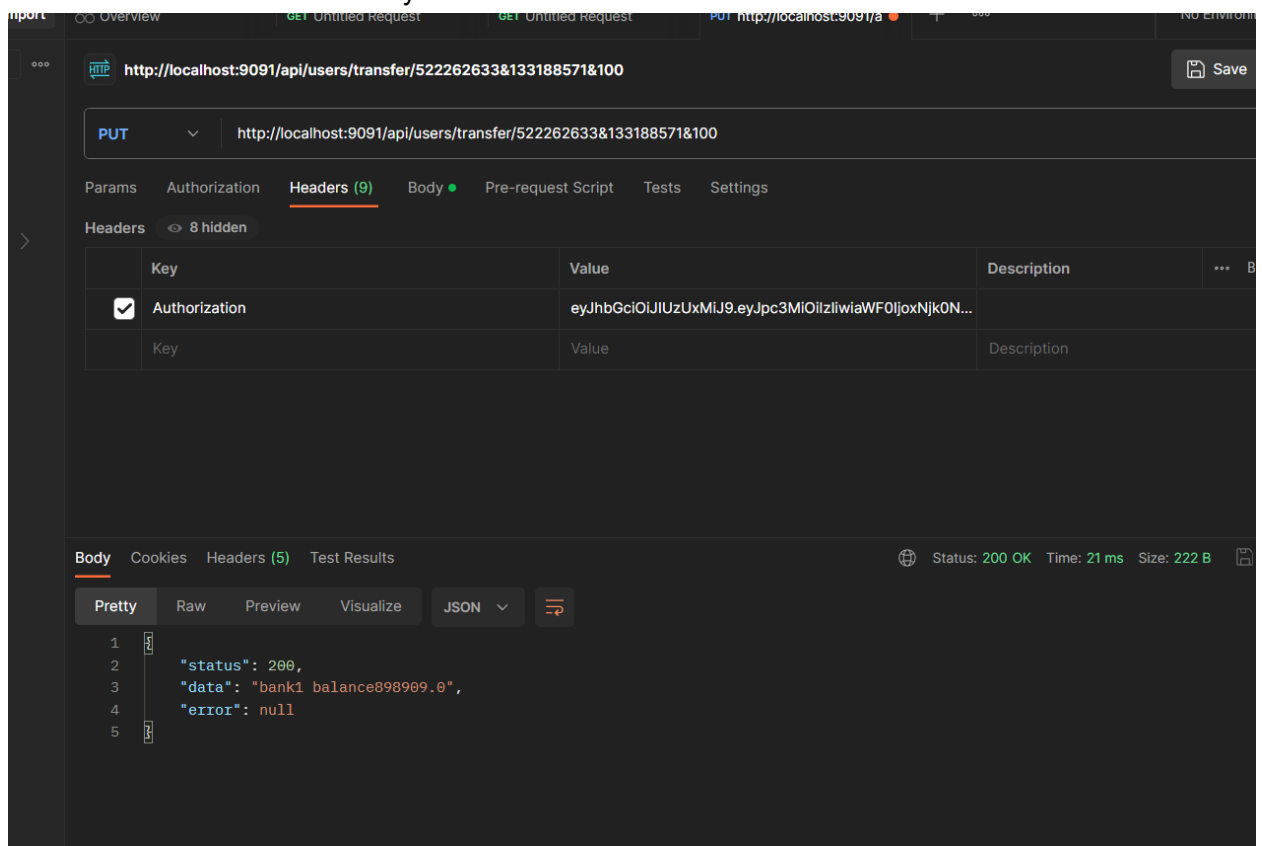 mport Overview GET Untitled Request GET Untitled Request PUT http://localhost:9091/a No Environm
HTTP http://localhost:9091/api/users/transfer/522262633&133188571&100 Save
PUT http://localhost:9091/api/users/transfer/522262633&133188571&100
Params Authorization Headers (9) Body Pre-request Script Tests Settings
Headers 8 hidden
Key Value Description B
Authorization eyJhbGciOiJIUzUxMiJ9.eyJpc3MiOiIzIiwiaWF0IjoxNjk0N...
Key Value Description
Body Cookies Headers (5) Test Results Status: 200 OK Time: 21 ms Size: 222 B
Pretty Raw Preview Visualize JSON
1 {
2 "status": 200,
3 "data": "bank1 balance898909.0",
4 "error": null
5 }